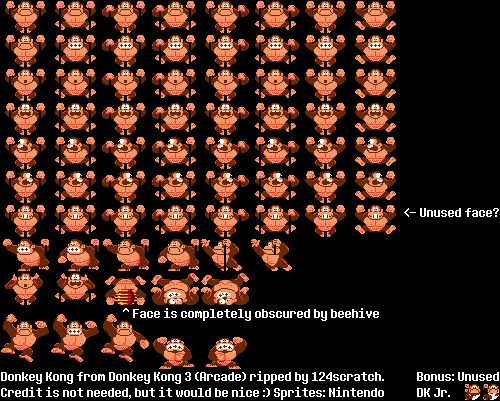 <- Unused face?
^ Face is completely obscured by beehive
Donkey Kong from Donkey Kong 3 (Arcade) ripped by 124scratch.
Credit is not needed, but it would be nice :) Sprites: Nintendo
Bonus: Unused
DK Jr.